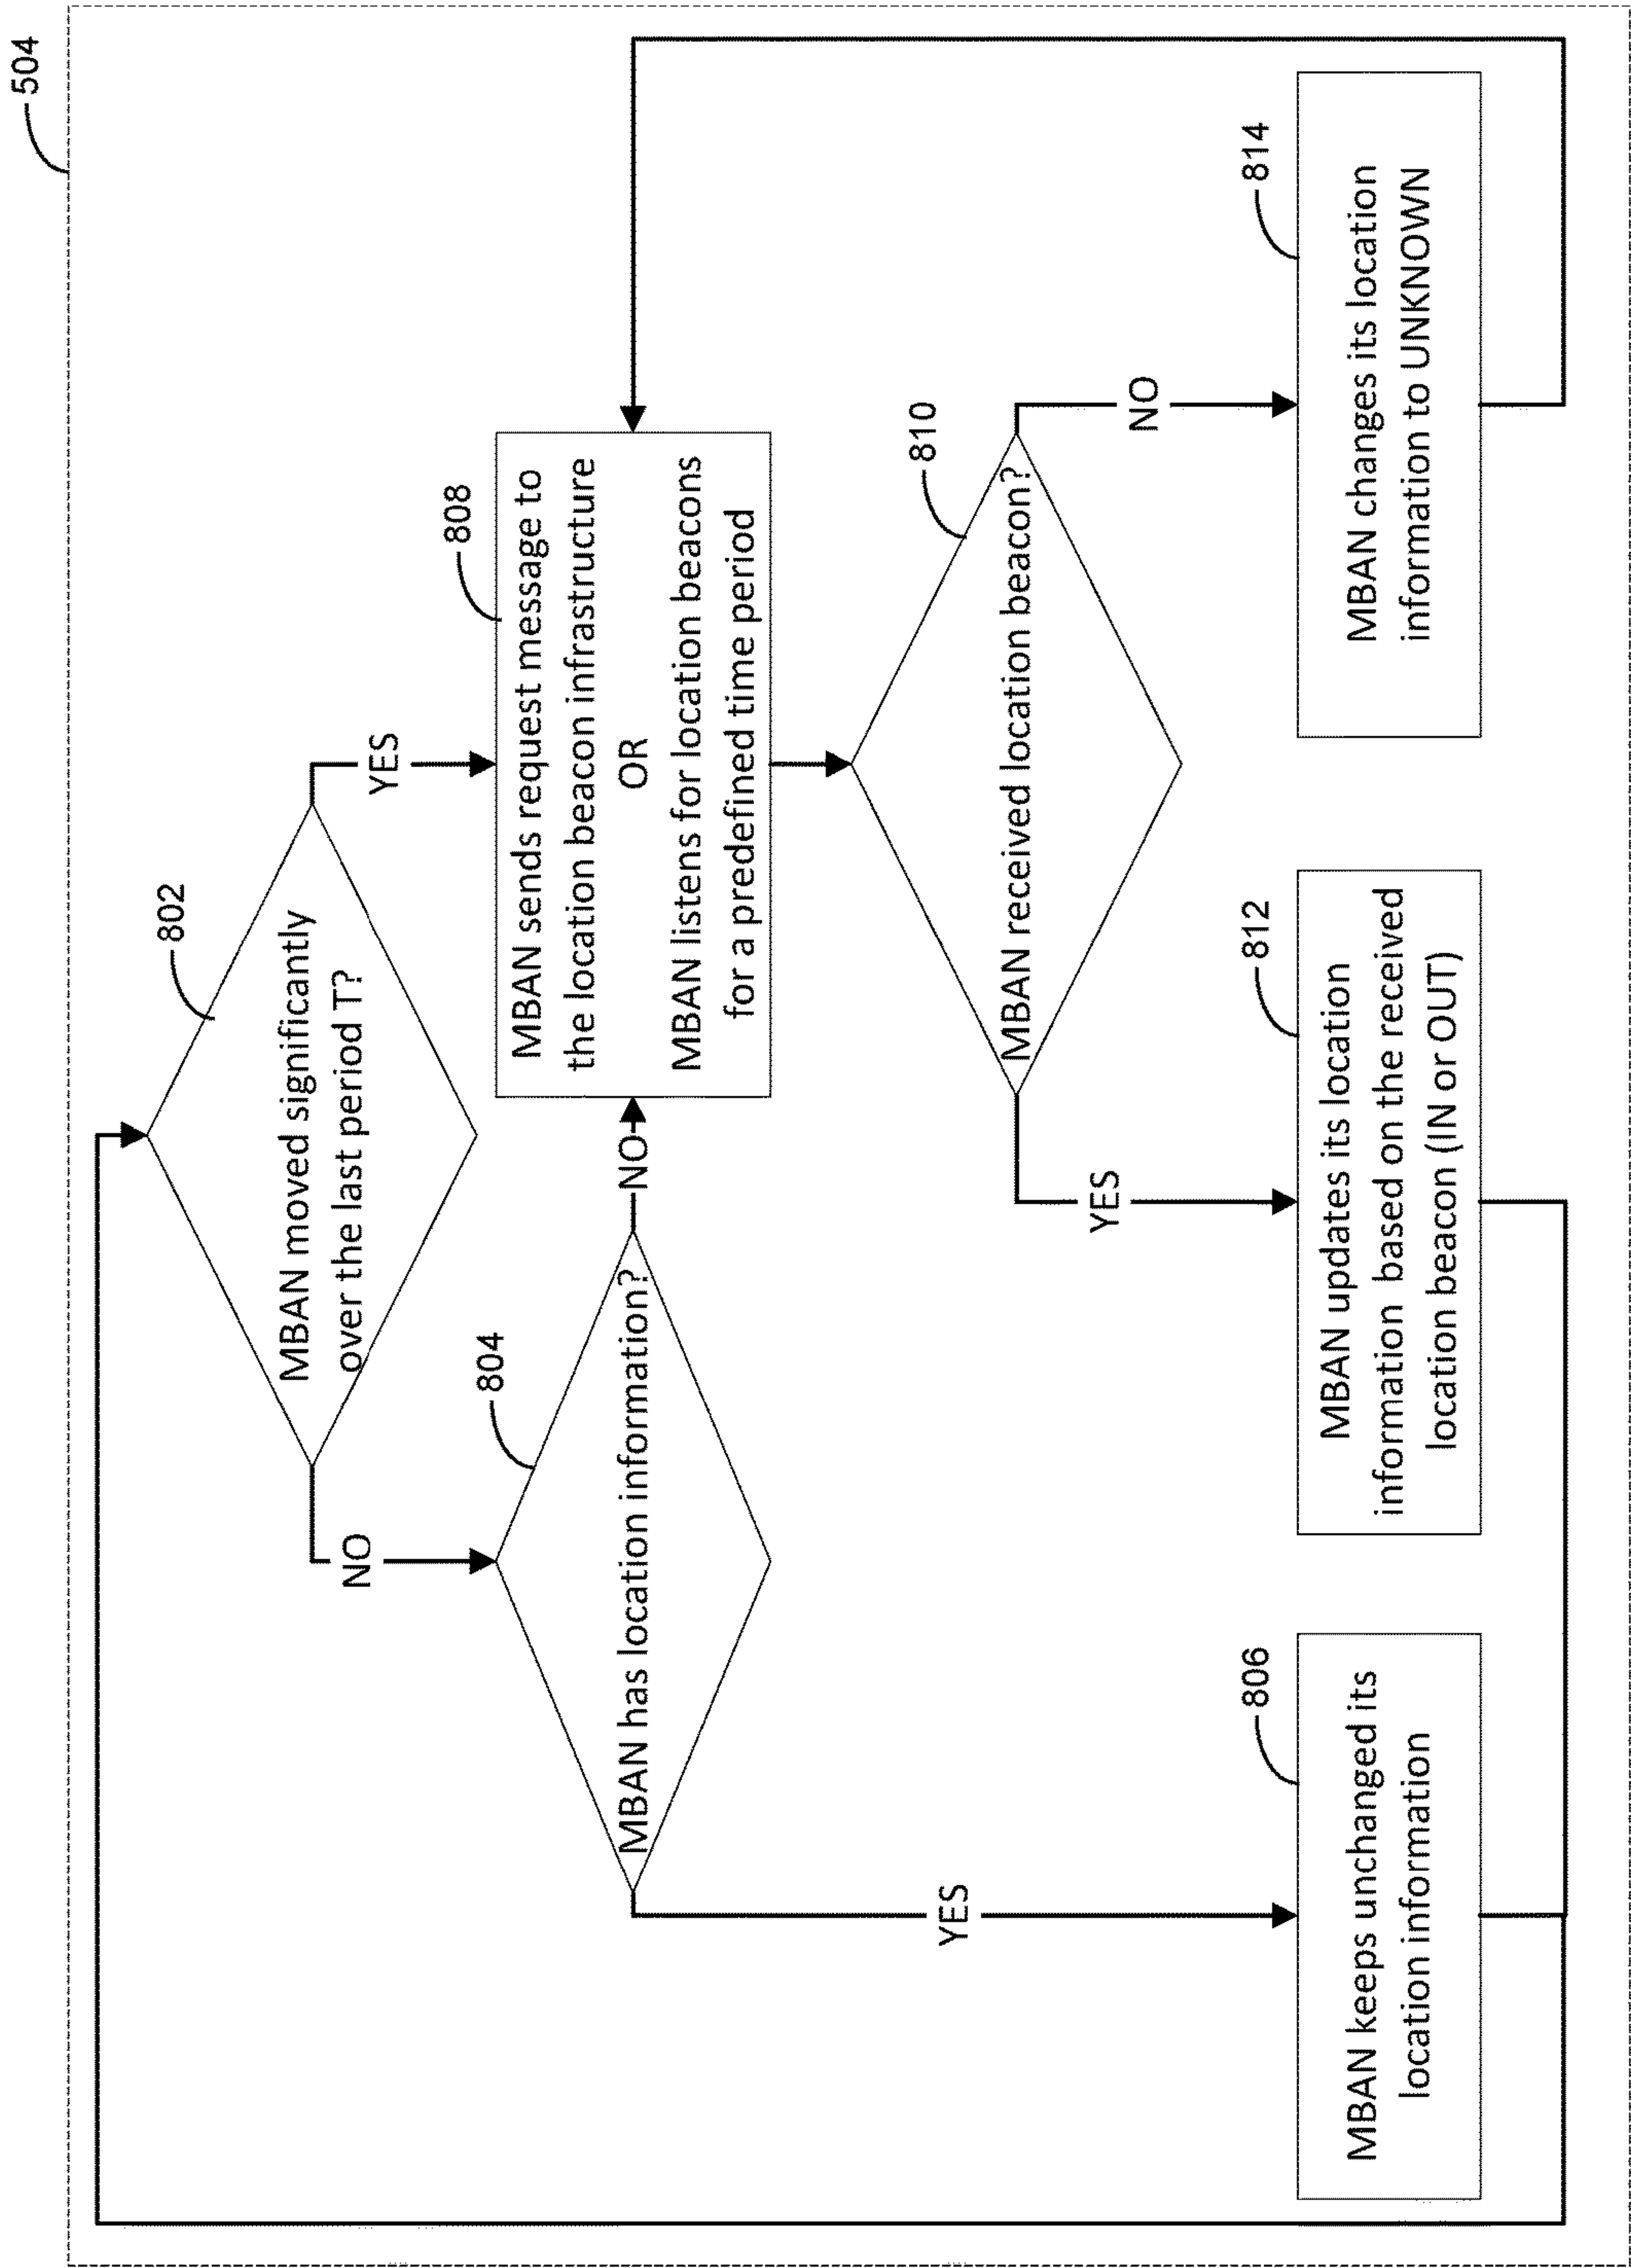 504
802
MBAN moved significantly
over the last period T?
NO
YES
804
MBAN has location information?
NO
YES
808
MBAN sends request message to
the location beacon infrastructure
OR
MBAN listens for location beacons
for a predefined time period
810
MBAN received location beacon?
YES
NO
806
MBAN keeps unchanged its
location information
812
MBAN updates its location
information based on the received
location beacon (IN or OUT)
814
MBAN changes its location
information to UNKNOWN